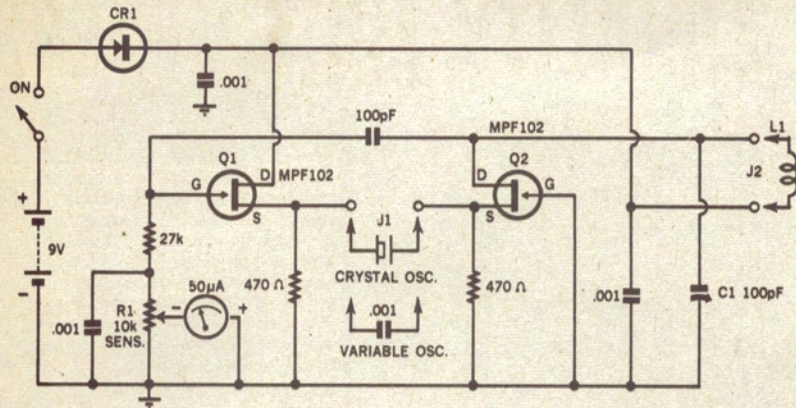 CR1
ON
.001
100pF
MPF102
L1
Q1
D
MPF102
D
Q2
J2
G
G
S
J1
S
+
27k
9V
50µA
470 Ω
CRYSTAL OSC.
470 Ω
.001
C1 100pF
-
R1
10k
SENS.
-
+
.001
.001
VARIABLE OSC.